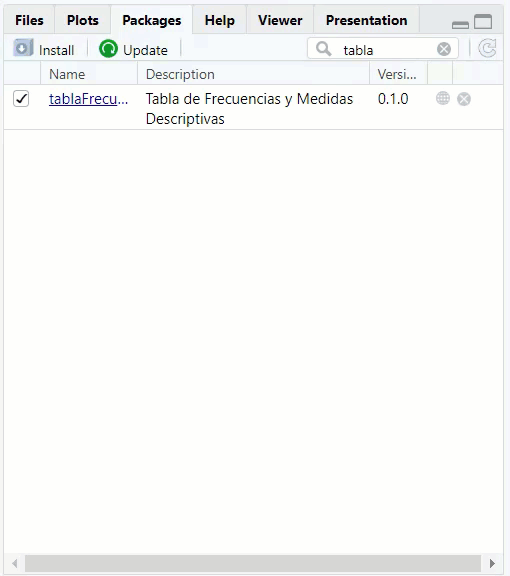 Files Plots Packages Help Viewer Presentation
Install Update tabla
Name Description Versi...
tablaFrecu... Tabla de Frecuencias y Medidas 0.1.0
Descriptivas